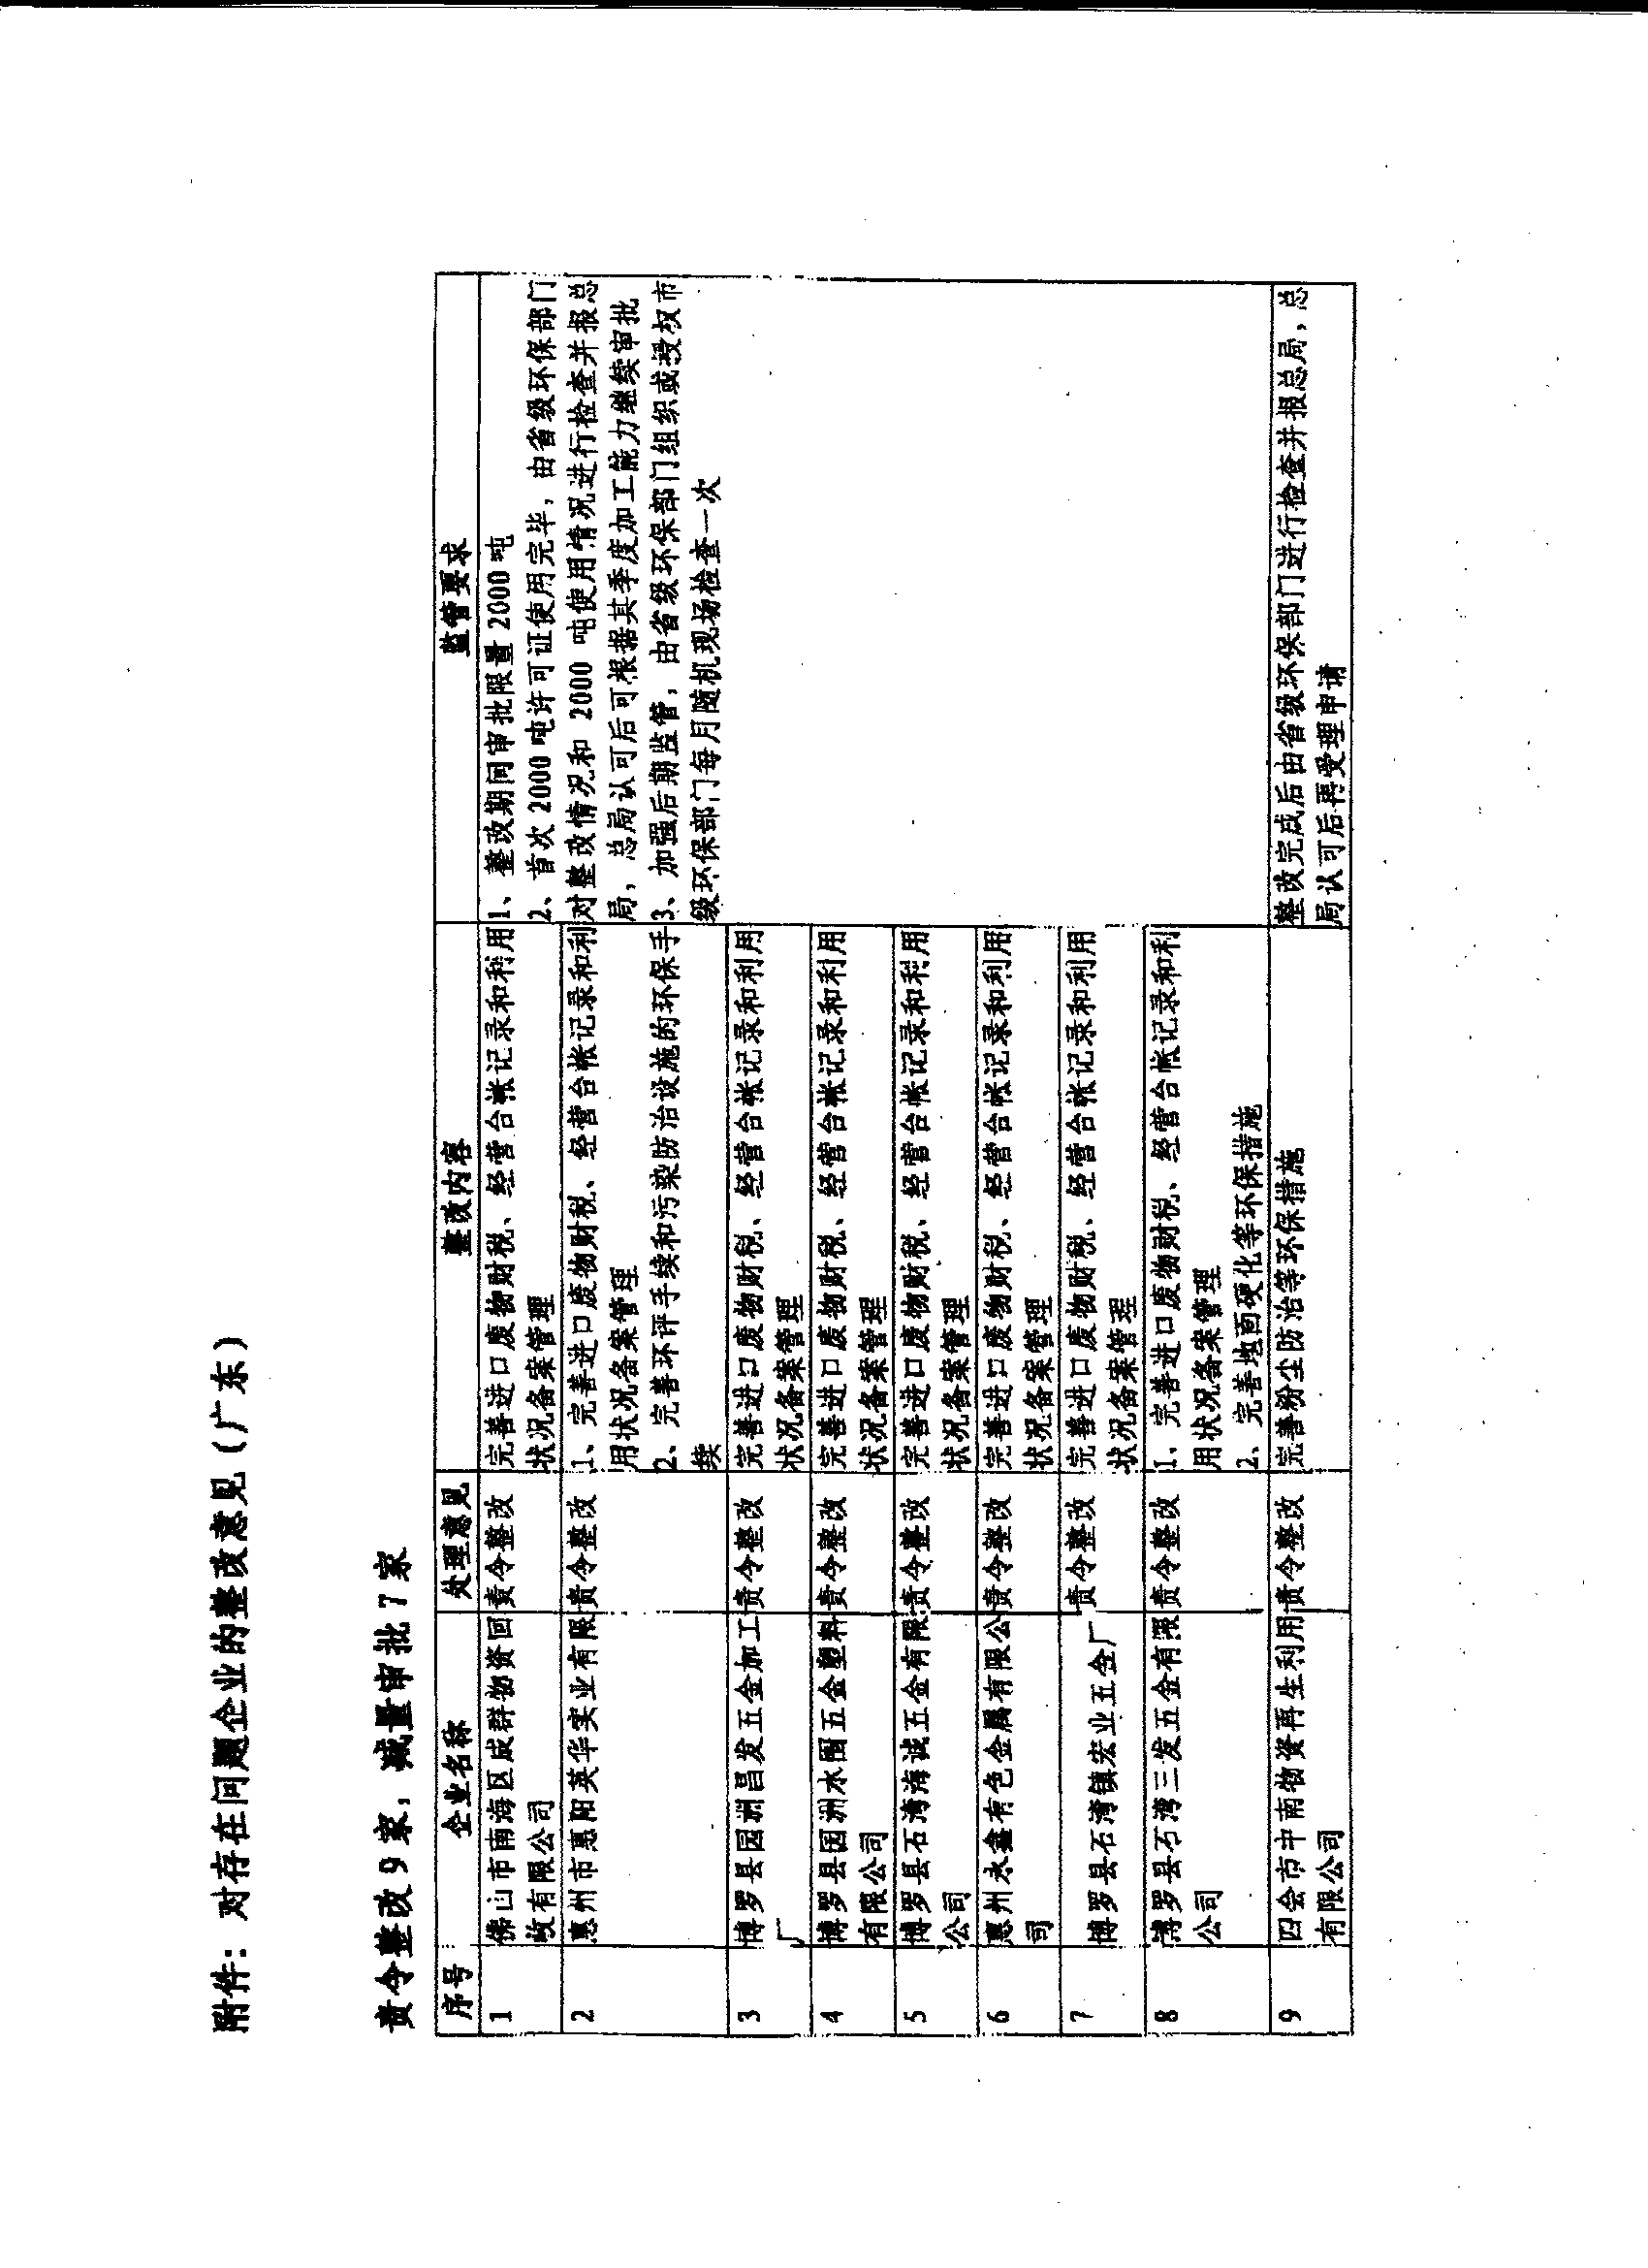 附件：对存在问题企业的整改意见（广东）
责令整改9家，减量审批7家
序号 企业名称 处理意见 整改内容 监管要求
1 佛山市南海区成群物资回 责令整改 完善进口废物财税、经营台帐记录和利用 1、整改期间审批限量2000吨
收有限公司 状况备案管理 2、首次2000吨许可证使用完毕，由省级环保部门
2 惠州市惠阳英华实业有限 责令整改 1、完善进口废物财税、经营台帐记录和利 对整改情况和2000吨使用情况进行检查并报总
用状况备案管理 局，总局认可后可根据其季度加工能力继续审批
2、完善环评手续和污染防治设施的环保手 3、加强后期监管，由省级环保部门组织或授权市
续 级环保部门每月随机现场检查一次
3 博罗县园洲昌发五金加工 责令整改 完善进口废物财税、经营台帐记录和利用
厂 状况备案管理
4 博罗县园洲水围五金塑料 责令整改 完善进口废物财税、经营台帐记录和利用
有限公司 状况备案管理
5 博罗县石湾海诚五金有限 责令整改 完善进口废物财税、经营台帐记录和利用
公司 状况备案管理
6 惠州永鑫有色金属有限公 责令整改 完善进口废物财税、经营台帐记录和利用
司 状况备案管理
7 博罗县石湾镇宏业五金厂 责令整改 完善进口废物财税、经营台帐记录和利用
状况备案管理
8 博罗县石湾三发五金有限 责令整改 1、完善进口废物财税、经营台帐记录和利
公司 用状况备案管理
2、完善地面硬化等环保措施
9 四会市中南物资再生利用 责令整改 完善粉尘防治等环保措施 整改完成后由省级环保部门进行检查并报总局，总
有限公司 局认可后再受理申请